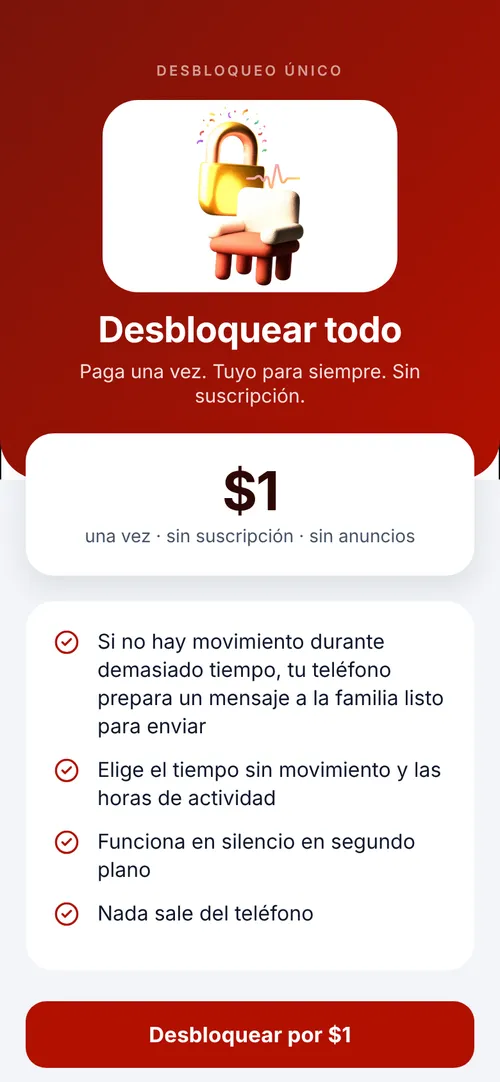 DESBLOQUEO ÚNICO
Desbloquear todo
Paga una vez. Tuyo para siempre. Sin
suscripción.
$1
una vez · sin suscripción · sin anuncios
Si no hay movimiento durante
demasiado tiempo, tu teléfono
prepara un mensaje a la familia listo
para enviar
Elige el tiempo sin movimiento y las
horas de actividad
Funciona en silencio en segundo
plano
Nada sale del teléfono
Desbloquear por $1